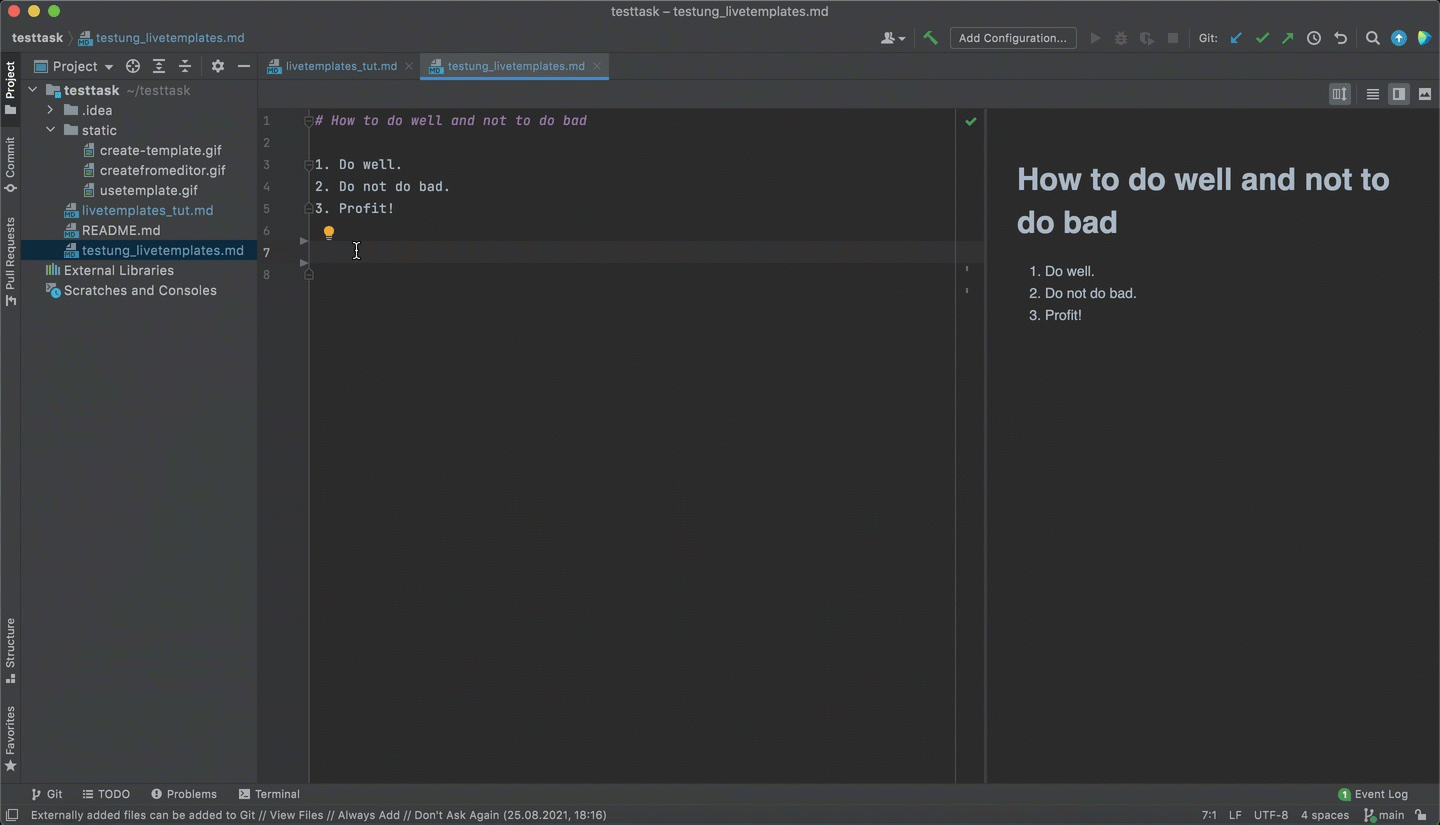 testtask – testung_livetemplates.md
testtask testung_livetemplates.md Add Configuration... Git:
Project livetemplates_tut.md testung_livetemplates.md
Project
Commit
Pull Requests
Structure
Favorites
testtask ~/testtask
.idea
static
create-template.gif
createfromeditor.gif
usetemplate.gif
livetemplates_tut.md
README.md
testung_livetemplates.md
External Libraries
Scratches and Consoles
1 # How to do well and not to do bad
2
3 1. Do well.
4 2. Do not do bad.
5 3. Profit!
6
7
8
How to do well and not to
do bad
1. Do well.
2. Do not do bad.
3. Profit!
Git TODO Problems Terminal 1 Event Log
Externally added files can be added to Git // View Files // Always Add // Don't Ask Again (25.08.2021, 18:16) 7:1 LF UTF-8 4 spaces main